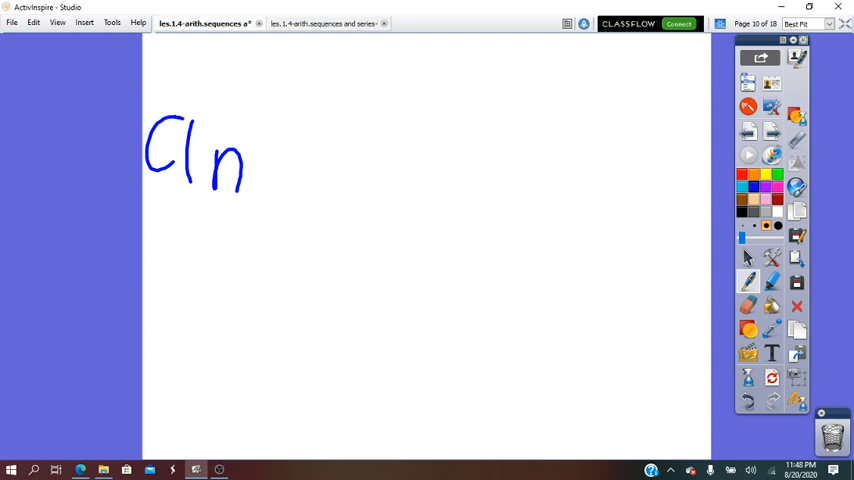 ActivInspire - Studio
File Edit View Insert Tools Help
les.1.4-arith.sequences a*
les.1.4-arith.sequences and series-
CLASSFLOW Connect
Page 10 of 18
Best Fit
an
T
11:48 PM
8/20/2020